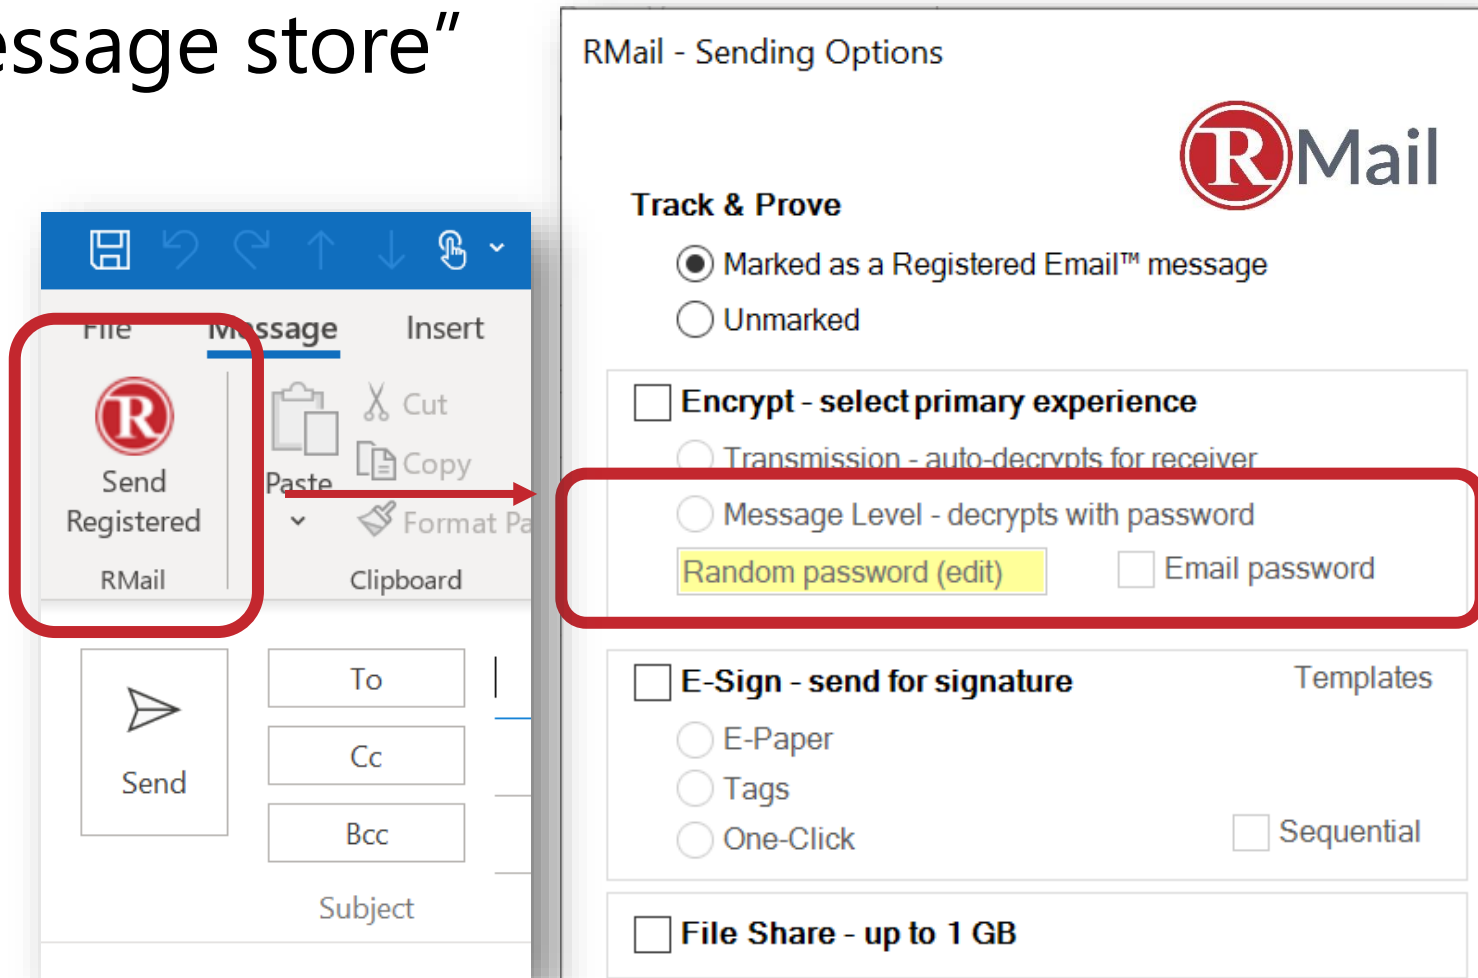 essage store”
File Message Insert
R
Send
Registered
RMail
Paste
Cut
Copy
Format Pa
Clipboard
Send
To
Cc
Bcc
Subject
RMail - Sending Options
RMail
Track & Prove
Marked as a Registered Email™ message
Unmarked
Encrypt - select primary experience
Transmission - auto-decrypts for receiver
Message Level - decrypts with password
Random password (edit) Email password
E-Sign - send for signature Templates
E-Paper
Tags
One-Click Sequential
File Share - up to 1 GB